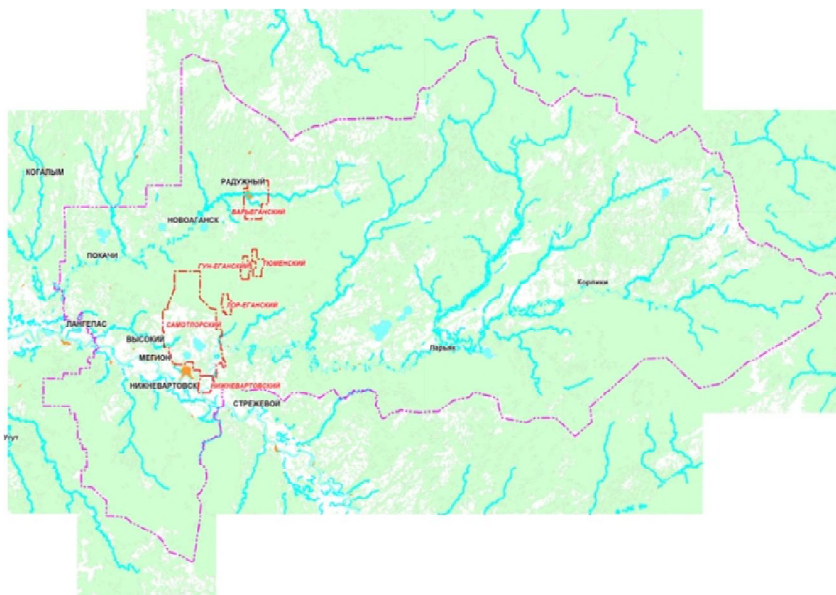 КОГАЛЫМ
РАДУЖНЫЙ
ВАРЬЕГАНСКИЙ
НОВОАГАНСК
ПОКАЧИ
ГУН-ЕГАНСКИЙ
ТЮМЕНСКИЙ
ЛОР-ЕГАНСКИЙ
Корлики
ЛАНГЕПАС
САМОТЛОРСКИЙ
ВЫСОКИЙ
Ларьяк
МЕГИОН
НИЖНЕВАРТОВСК
НИЖНЕВАРТОВСКИЙ
СТРЕЖЕВОЙ
Угут